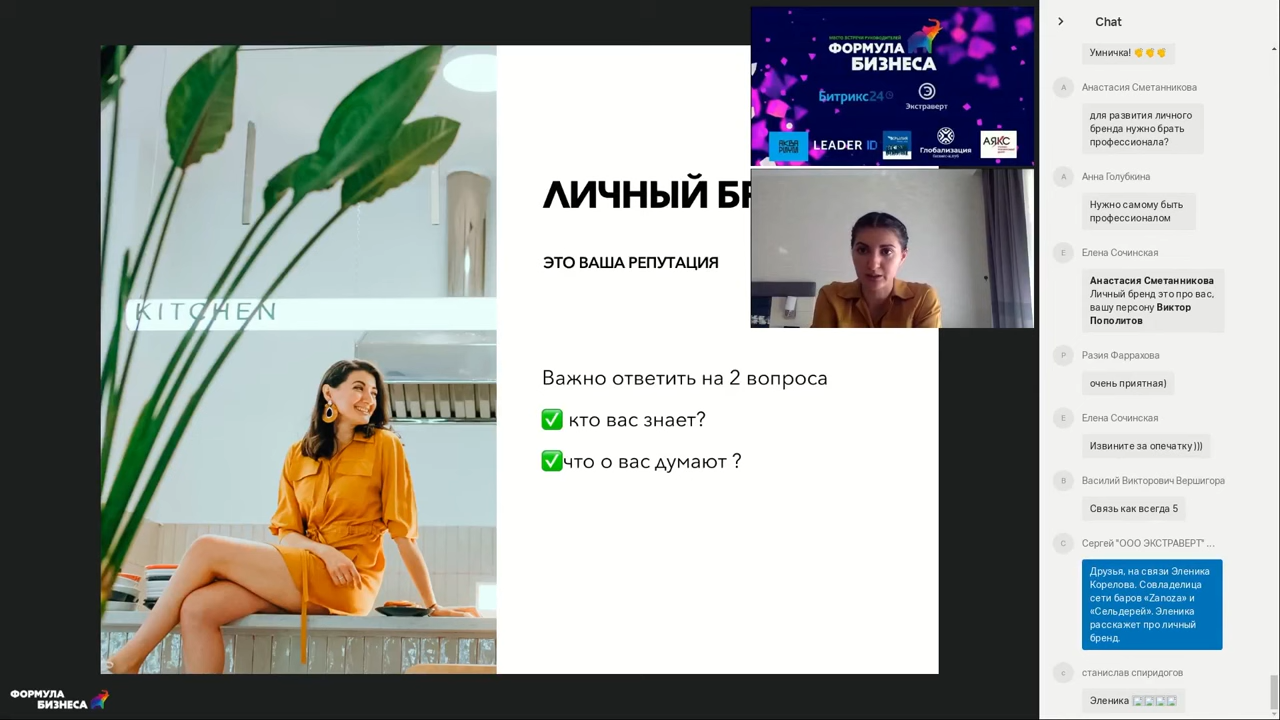 KITCHEN
ЛИЧНЫЙ БР
ЭТО ВАША РЕПУТАЦИЯ
Важно ответить на 2 вопроса
✅ кто вас знает?
✅что о вас думают ?
ФОРМУЛА
БИЗНЕСА
МЕСТО ВСТРЕЧИ РУКОВОДИТЕЛЕЙ
ФОРМУЛА
БИЗНЕСА
Битрикс24
Экстраверт
LEADER ID
Глобализация
АЯКС
Chat
Умничка!
А
Анастасия Сметанникова
для развития личного
бренда нужно брать
профессионала?
А
Анна Голубкина
Нужно самому быть
профессионалом
Е
Елена Сочинская
Анастасия Сметанникова
Личный бренд это про вас,
вашу персону Виктор
Пополитов
Р
Разия Фаррахова
очень приятная)
Е
Елена Сочинская
Извините за опечатку )))
В
Василий Викторович Вершигора
Связь как всегда 5
С
Сергей "ООО ЭКСТРАВЕРТ" ...
Друзья, на связи Эленика
Корелова. Совладелица
сети баров «Zanoza» и
«Сельдерей». Эленика
расскажет про личный
бренд.
с
станислав спиридогов
Эленика